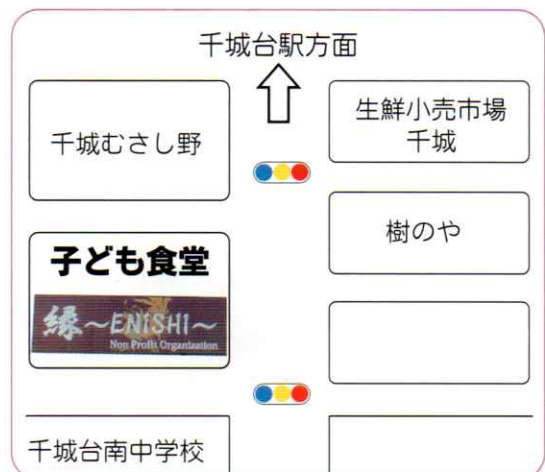 千城台駅方面
千城むさし野
生鮮小売市場
千城
樹のや
子ども食堂
縁～ENISHI～
Non Profit Organization
千城台南中学校